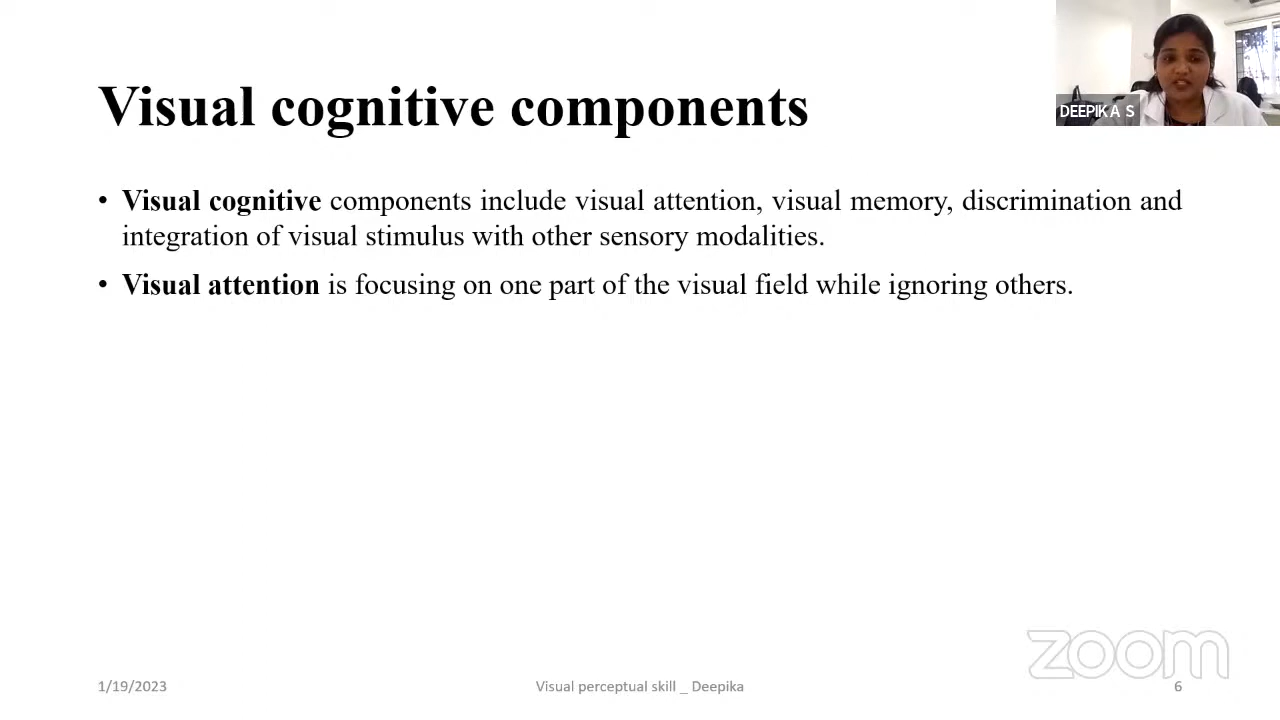 Visual cognitive components
DEEPIKA S
• Visual cognitive components include visual attention, visual memory, discrimination and
integration of visual stimulus with other sensory modalities.
• Visual attention is focusing on one part of the visual field while ignoring others.
zoom
1/19/2023
Visual perceptual skill _ Deepika
6